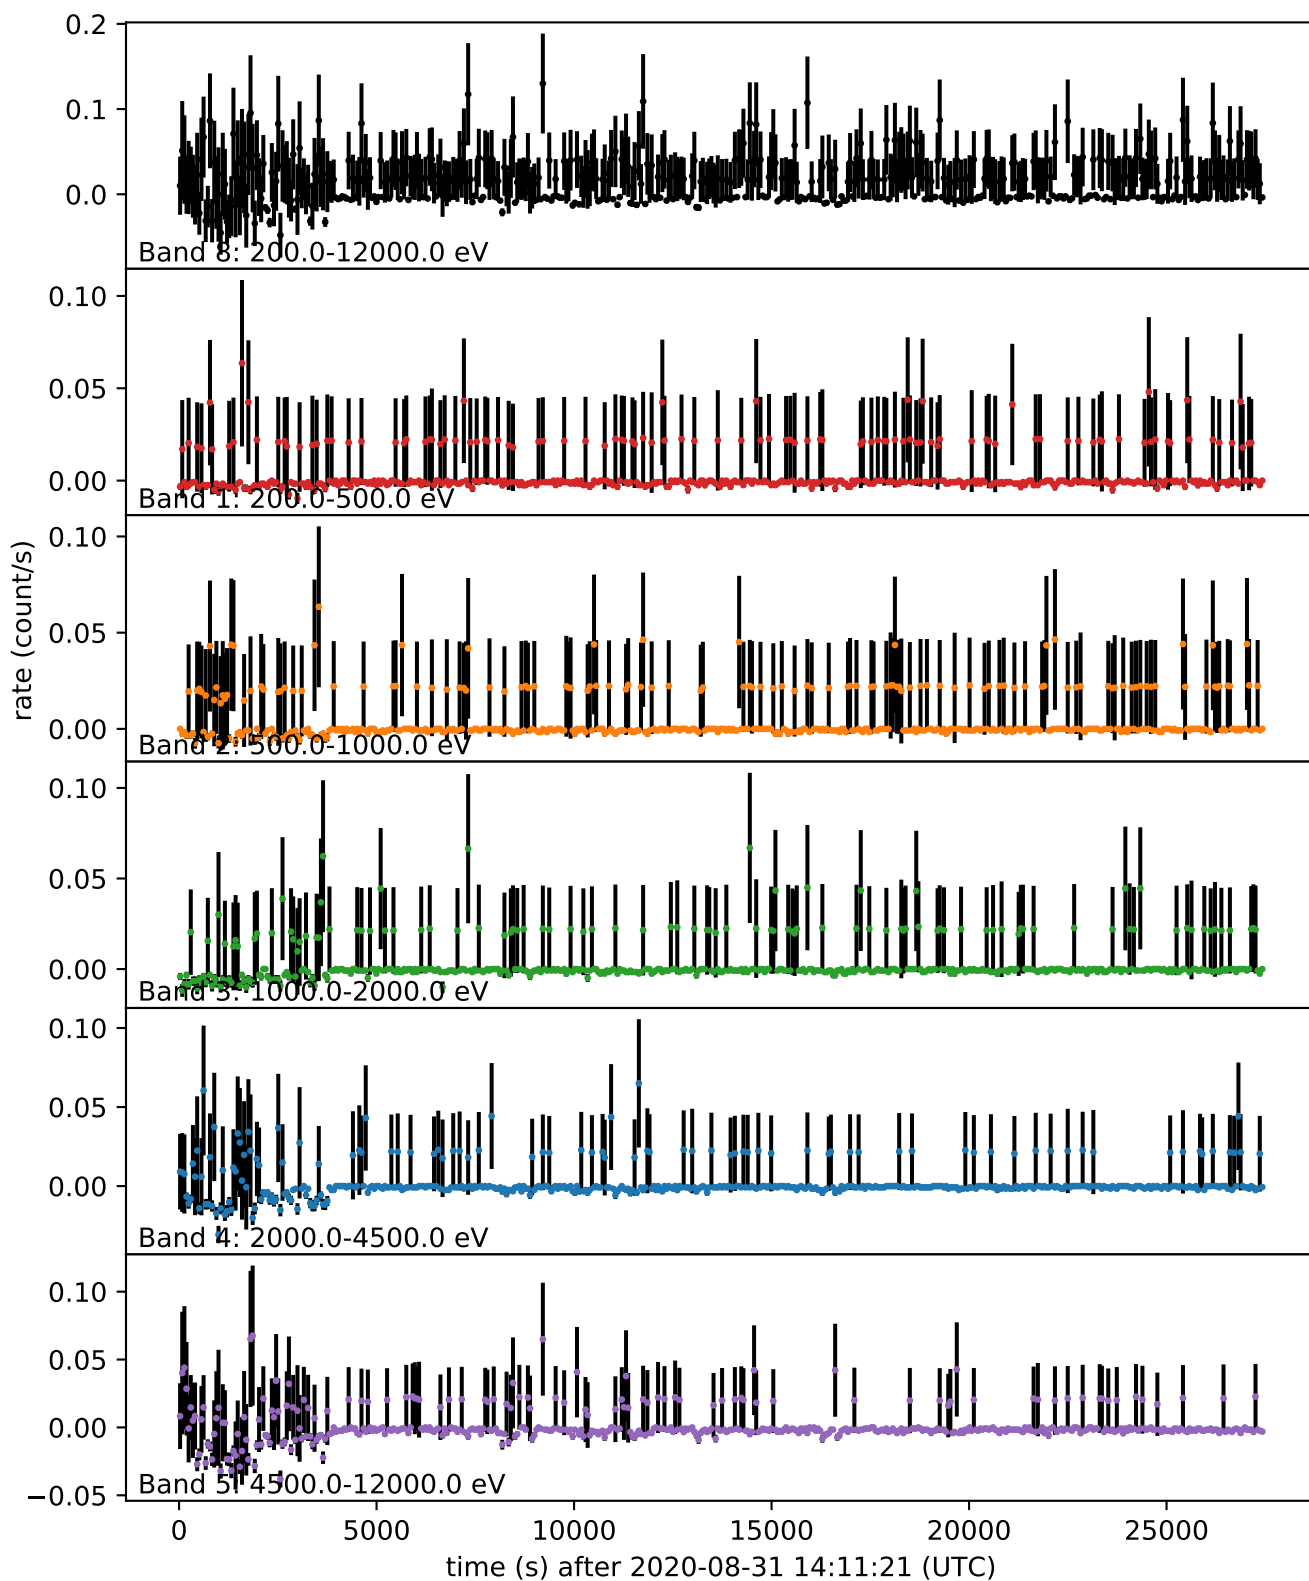 0.2
0.1
0.0
Band 8: 200.0-12000.0 eV
0.10
0.05
0.00
Band 1: 200.0-500.0 eV
0.10
0.05
0.00
Band 2: 500.0-1000.0 eV
rate (count/s)
0.10
0.05
0.00
Band 3: 1000.0-2000.0 eV
0.10
0.05
0.00
Band 4: 2000.0-4500.0 eV
0.10
0.05
0.00
−0.05
Band 5: 4500.0-12000.0 eV
0 5000 10000 15000 20000 25000
time (s) after 2020-08-31 14:11:21 (UTC)